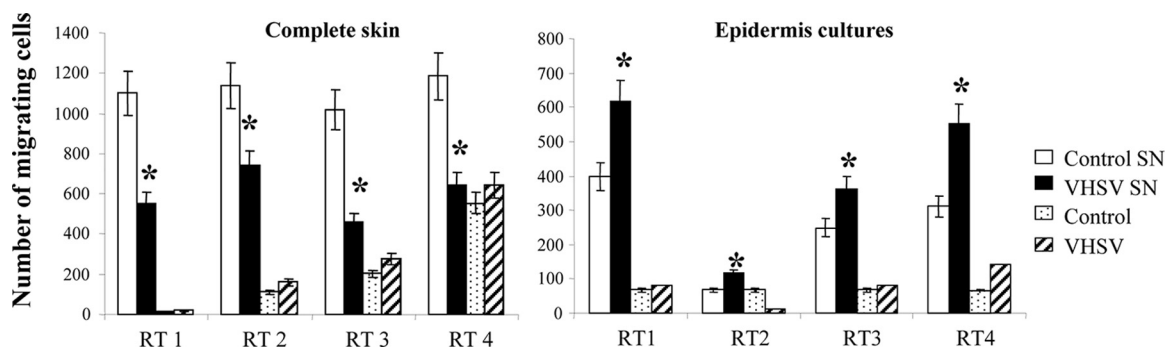 Complete skin
Epidermis cultures
Number of migrating cells
1400
1200
1000
800
600
400
200
0
RT 1
RT 2
RT 3
RT 4
*
*
*
*
800
700
600
500
400
300
200
100
0
RT1
RT2
RT3
RT4
*
*
*
*
Control SN
VHSV SN
Control
VHSV